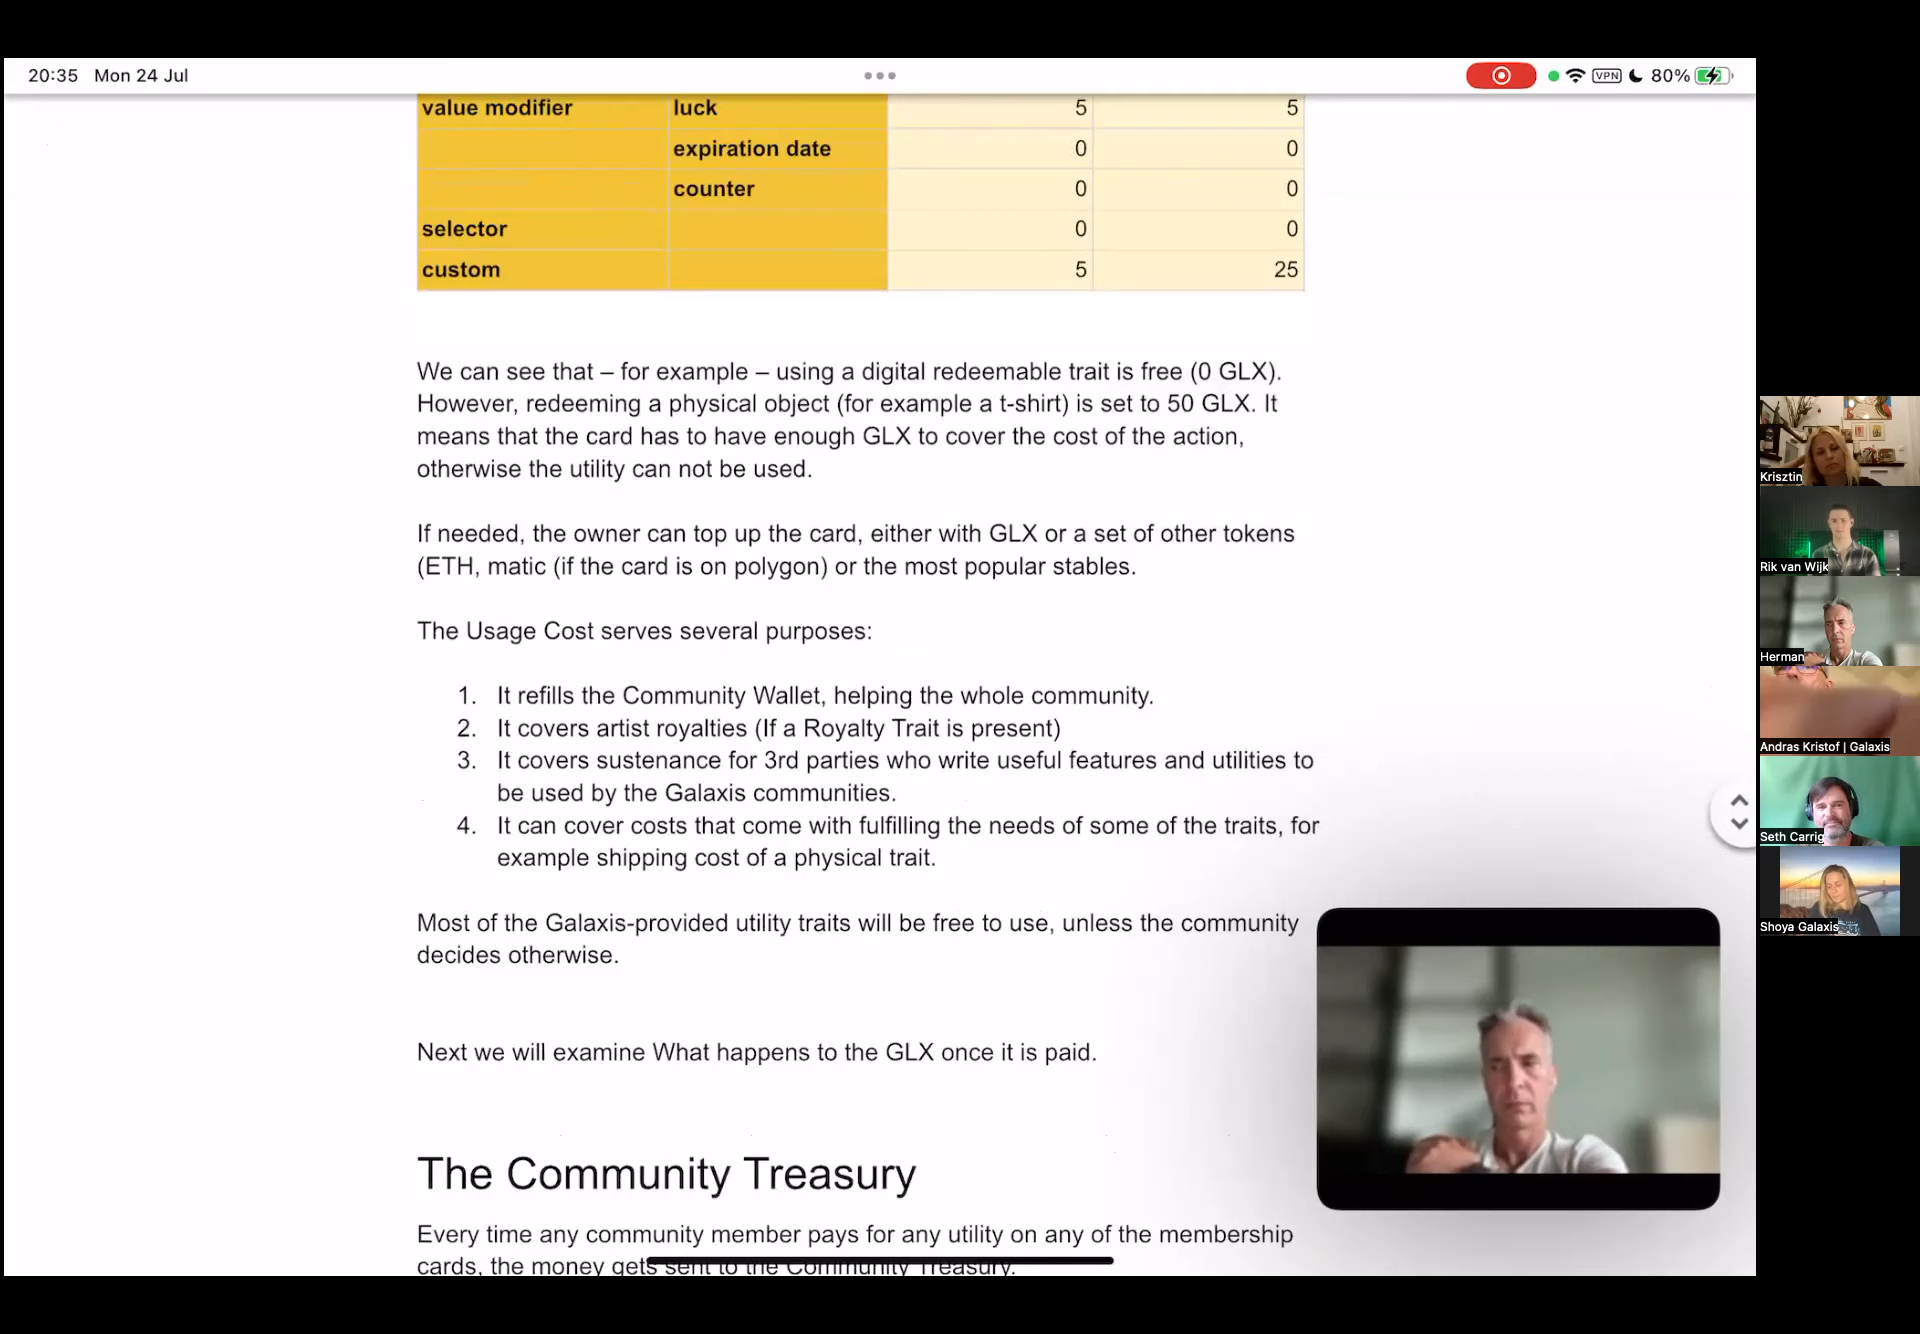 20:35 Mon 24 Jul
VPN 80%
value modifier luck 5 5
expiration date 0 0
counter 0 0
selector 0 0
custom 5 25
We can see that – for example – using a digital redeemable trait is free (0 GLX).
However, redeeming a physical object (for example a t-shirt) is set to 50 GLX. It
means that the card has to have enough GLX to cover the cost of the action,
otherwise the utility can not be used.
If needed, the owner can top up the card, either with GLX or a set of other tokens
(ETH, matic (if the card is on polygon) or the most popular stables.
The Usage Cost serves several purposes:
1. It refills the Community Wallet, helping the whole community.
2. It covers artist royalties (If a Royalty Trait is present)
3. It covers sustenance for 3rd parties who write useful features and utilities to
be used by the Galaxis communities.
4. It can cover costs that come with fulfilling the needs of some of the traits, for
example shipping cost of a physical trait.
Most of the Galaxis-provided utility traits will be free to use, unless the community
decides otherwise.
Next we will examine What happens to the GLX once it is paid.
The Community Treasury
Every time any community member pays for any utility on any of the membership
cards, the money gets sent to the Community Treasury.
Krisztin
Rik van Wijk
Herman
Andras Kristof | Galaxis
Seth Carrig
Shoya Galaxis